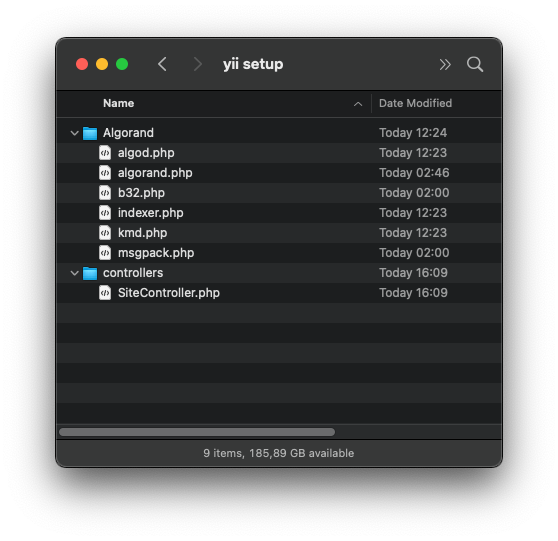 yii setup
Name Date Modified
Algorand Today 12:24
algod.php Today 12:23
algorand.php Today 02:46
b32.php Today 02:00
indexer.php Today 12:23
kmd.php Today 12:23
msgpack.php Today 02:00
controllers Today 16:09
SiteController.php Today 16:09
9 items, 185,89 GB available